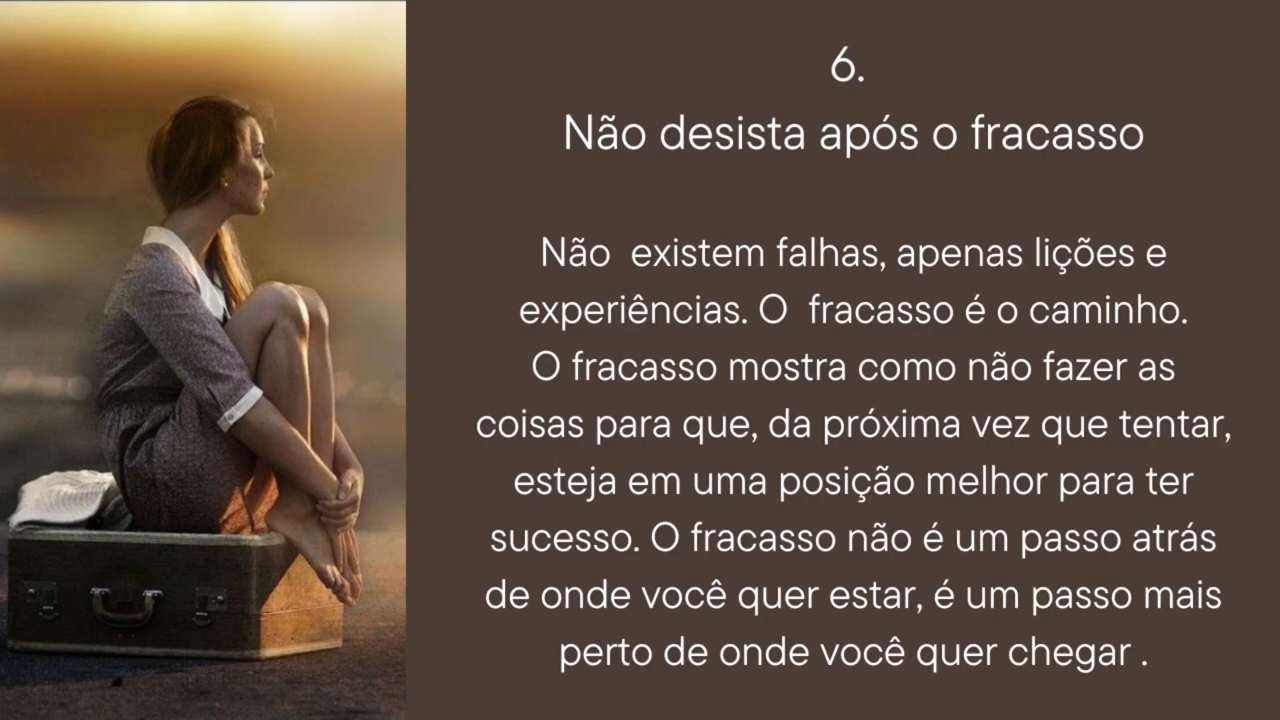 6.
Não desista após o fracasso
Não  existem falhas, apenas lições e
experiências. O  fracasso é o caminho.
O fracasso mostra como não fazer as
coisas para que, da próxima vez que tentar,
esteja em uma posição melhor para ter
sucesso. O fracasso não é um passo atrás
de onde você quer estar, é um passo mais
perto de onde você quer chegar .